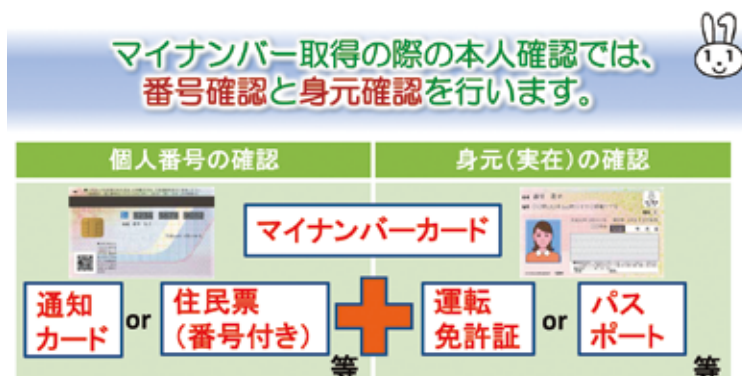 マイナンバー取得の際の本人確認では、
番号確認と身元確認を行います。
個人番号の確認
身元(実在)の確認
マイナンバーカード
通知
カード
or
住民票
(番号付き)
等
運転
免許証
or
パス
ポート
等